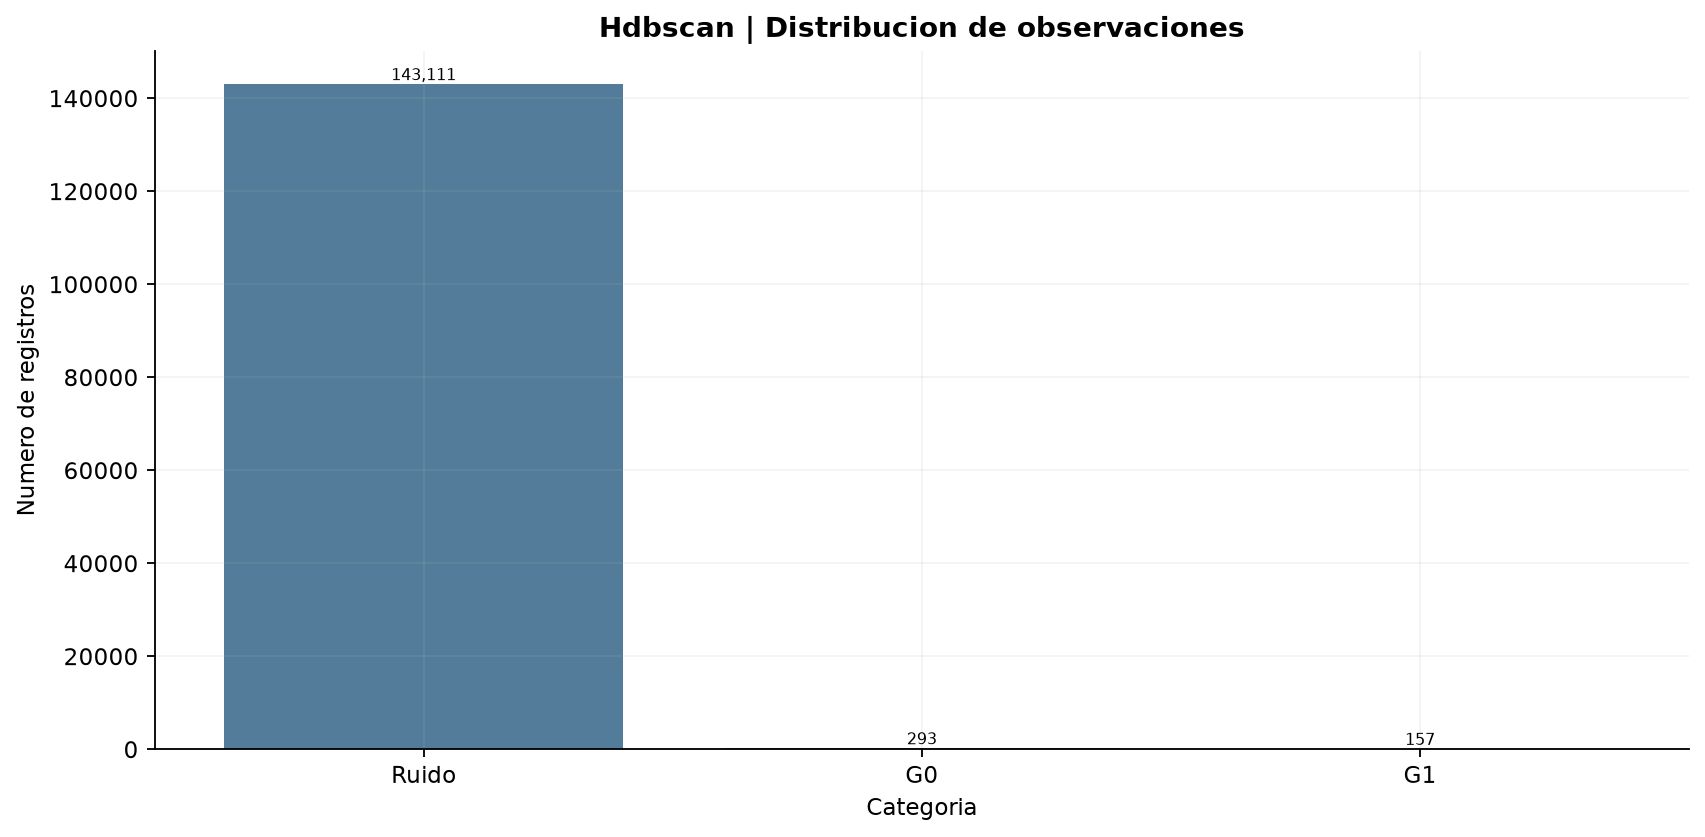 Hdbscan | Distribucion de observaciones
143,111
140000
120000
100000
80000
60000
40000
20000
0
Numero de registros
293
157
Ruido
G0
G1
Categoria